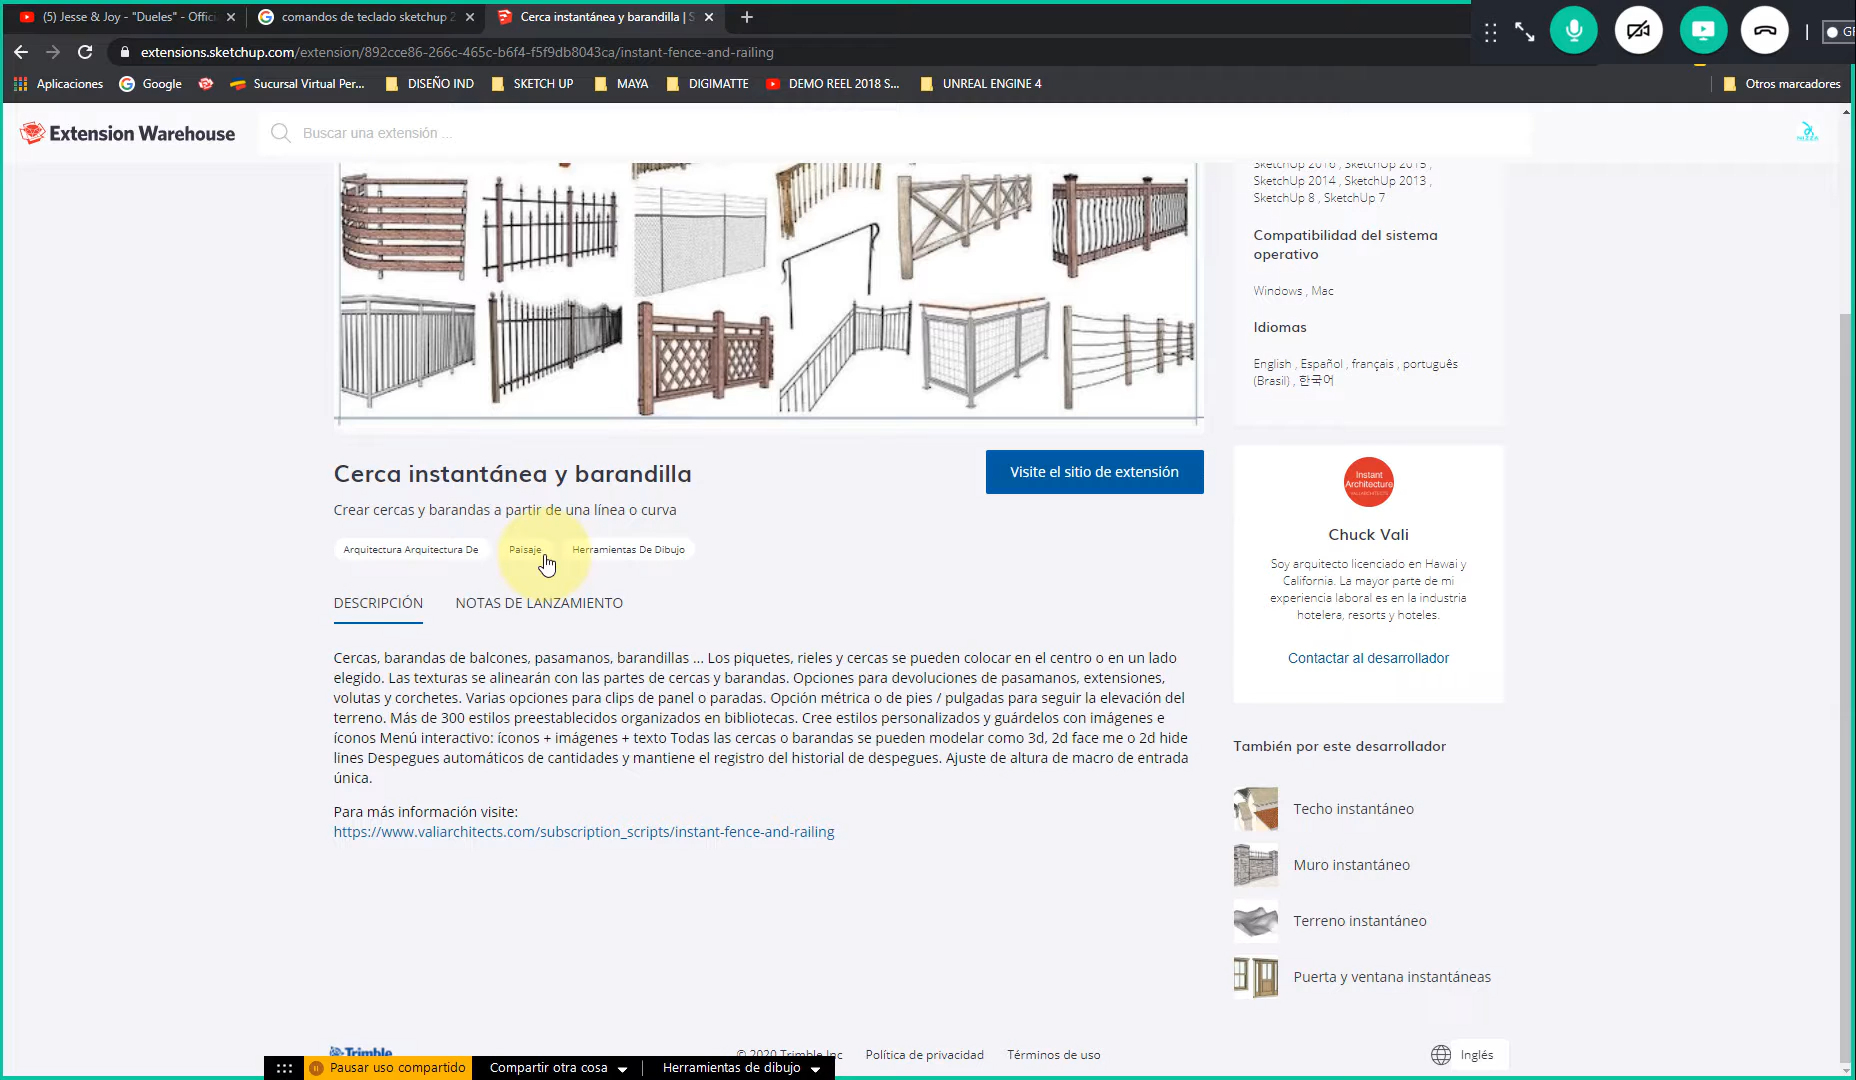 (5) Jesse & Joy - "Dueles" - Offici
comandos de teclado sketchup 2
Cerca instantánea y barandilla | S
extensions.sketchup.com/extension/892cce86-266c-465c-b6f4-f5f9db8043ca/instant-fence-and-railing
Aplicaciones
Google
Sucursal Virtual Per...
DISEÑO IND
SKETCH UP
MAYA
DIGIMATTE
DEMO REEL 2018 S...
UNREAL ENGINE 4
Otros marcadores
Extension Warehouse
Buscar una extensión ...
SketchUp 2016 , SketchUp 2015 ,
SketchUp 2014 , SketchUp 2013 ,
SketchUp 8 , SketchUp 7
Compatibilidad del sistema
operativo
Windows , Mac
Idiomas
English , Español , français , português
(Brasil) , 한국어
Cerca instantánea y barandilla
Visite el sitio de extensión
Crear cercas y barandas a partir de una línea o curva
Arquitectura Arquitectura De
Paisaje
Herramientas De Dibujo
DESCRIPCIÓN
NOTAS DE LANZAMIENTO
Cercas, barandas de balcones, pasamanos, barandillas ... Los piquetes, rieles y cercas se pueden colocar en el centro o en un lado
elegido. Las texturas se alinearán con las partes de cercas y barandas. Opciones para devoluciones de pasamanos, extensiones,
volutas y corchetes. Varias opciones para clips de panel o paradas. Opción métrica o de pies / pulgadas para seguir la elevación del
terreno. Más de 300 estilos preestablecidos organizados en bibliotecas. Cree estilos personalizados y guárdelos con imágenes e
íconos Menú interactivo: íconos + imágenes + texto Todas las cercas o barandas se pueden modelar como 3d, 2d face me o 2d hide
lines Despegues automáticos de cantidades y mantiene el registro del historial de despegues. Ajuste de altura de macro de entrada
única.
Para más información visite:
https://www.valiarchitects.com/subscription_scripts/instant-fence-and-railing
Instant
Architecture
Chuck Vali
Soy arquitecto licenciado en Hawai y
California. La mayor parte de mi
experiencia laboral es en la industria
hotelera, resorts y hoteles.
Contactar al desarrollador
También por este desarrollador
Techo instantáneo
Muro instantáneo
Terreno instantáneo
Puerta y ventana instantáneas
Trimble
© 2020 Trimble Inc
Política de privacidad
Términos de uso
Inglés
Pausar uso compartido
Compartir otra cosa
Herramientas de dibujo